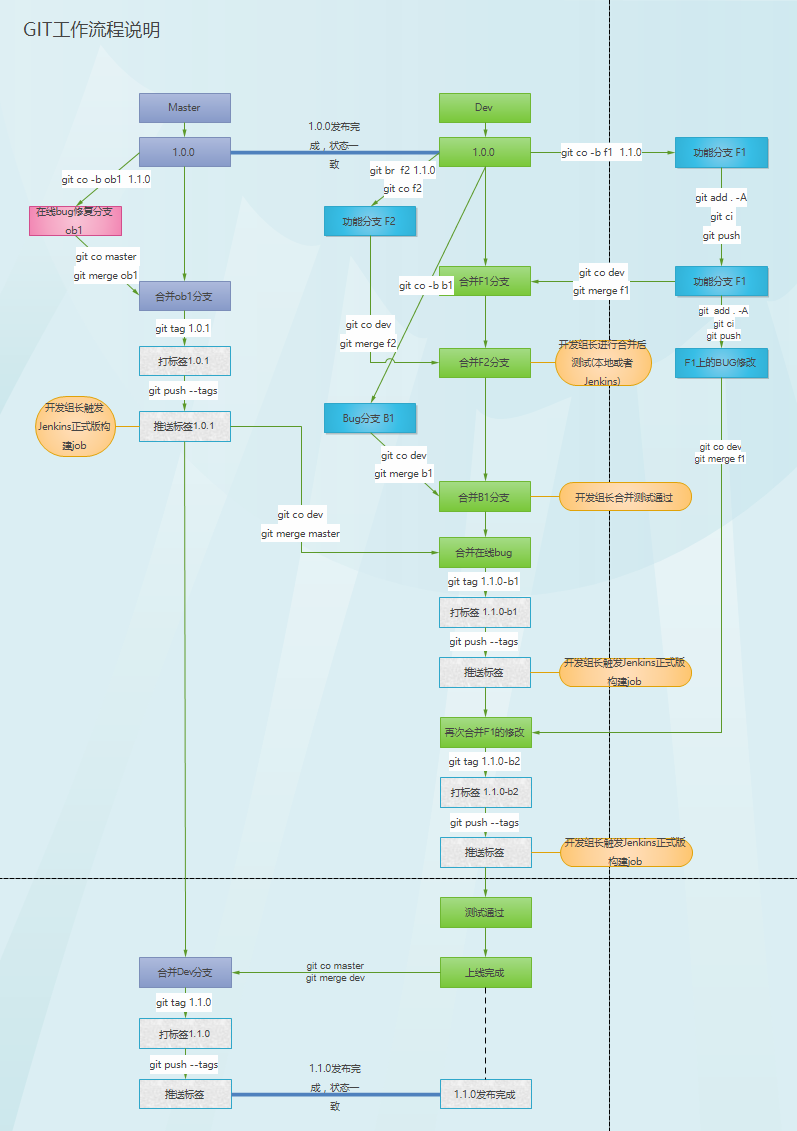 GIT工作流程说明
Master
Dev
1.0.0
1.0.0发布完
成，状态一
致
1.0.0
git co -b f1 1.1.0
功能分支 F1
git co -b ob1 1.1.0
git br f2 1.1.0
git co f2
在线bug修复分支
ob1
功能分支 F2
git add . -A
git ci
git push
git co master
git merge ob1
合并ob1分支
git co -b b1
合并F1分支
git co dev
git merge f1
功能分支 F1
git tag 1.0.1
git co dev
git merge f2
git add . -A
git ci
git push
打标签1.0.1
合并F2分支
开发组长进行合并后
测试(本地或者
Jenkins)
F1上的BUG修改
git push --tags
开发组长触发
Jenkins正式版构
建job
推送标签1.0.1
Bug分支 B1
git co dev
git merge b1
git co dev
git merge f1
合并B1分支
开发组长合并测试通过
git co dev
git merge master
合并在线bug
git tag 1.1.0-b1
打标签 1.1.0-b1
git push --tags
推送标签
开发组长触发Jenkins正式版
构建job
再次合并F1的修改
git tag 1.1.0-b2
打标签 1.1.0-b2
git push --tags
推送标签
开发组长触发Jenkins正式版
构建job
测试通过
合并Dev分支
git co master
git merge dev
上线完成
git tag 1.1.0
打标签1.1.0
git push --tags
推送标签
1.1.0发布完
成，状态一
致
1.1.0发布完成